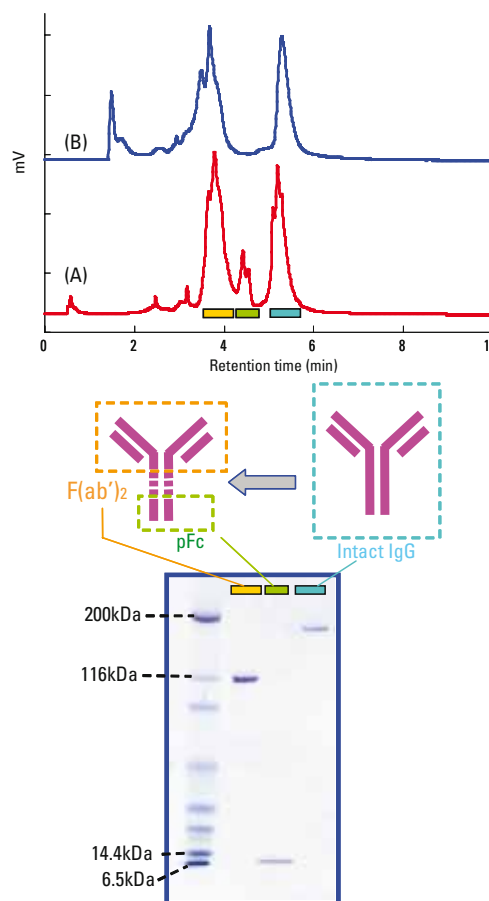 (B)
mV
(A)
0 2 4 6 8 1
Retention time (min)
F(ab')2
pFc
Intact IgG
200kDa
116kDa
14.4kDa
6.5kDa